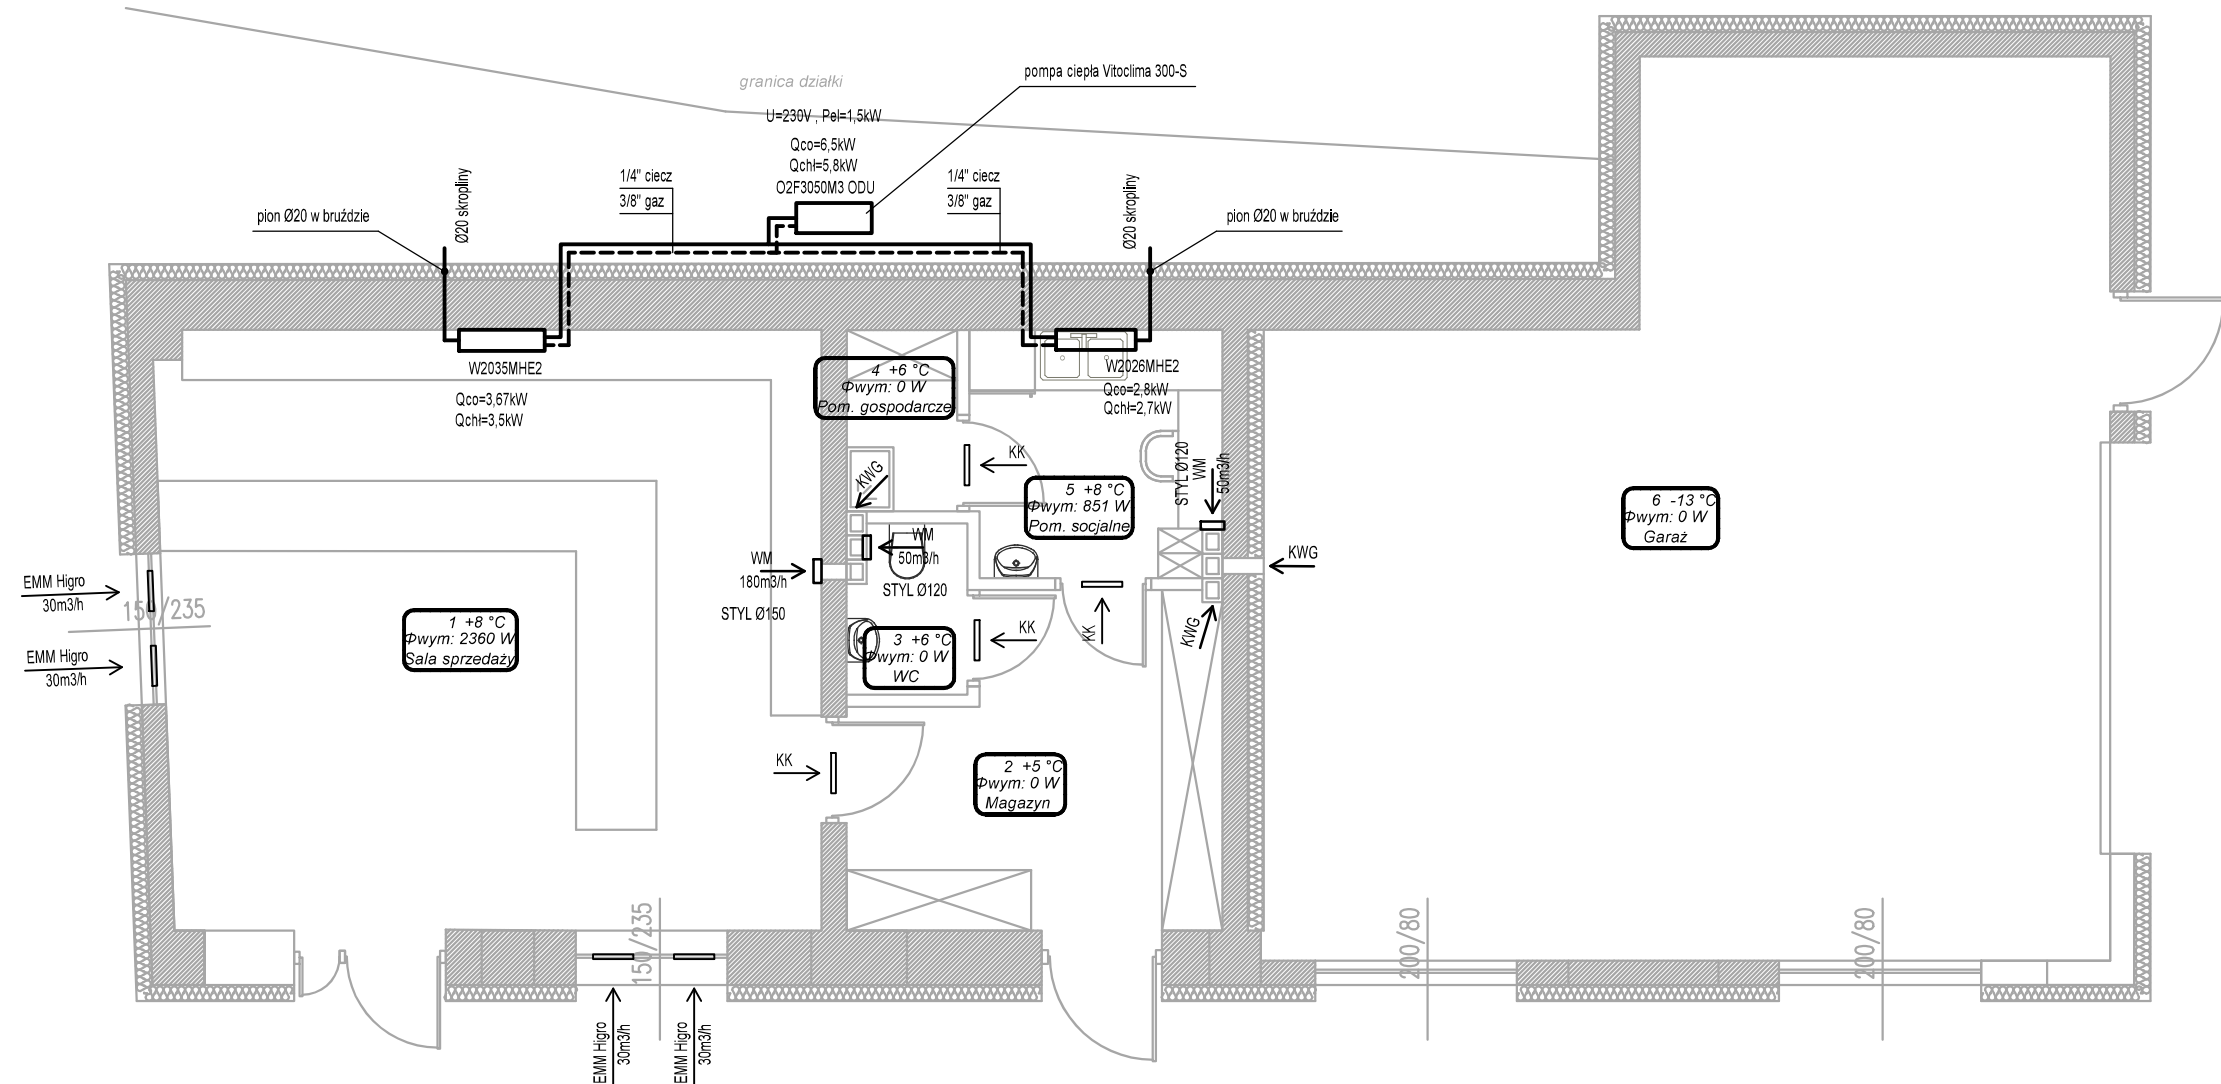 granica działki
pompa ciepła Vitoclima 300-S
U=230V , Pel=1,5kW
Qco=6,5kW
Qchł=5,8kW
O2F3050M3 ODU
1/4" ciecz
3/8" gaz
1/4" ciecz
3/8" gaz
pion Ø20 w bruździe
Ø20 skropliny
Ø20 skropliny
pion Ø20 w bruździe
W2035MHE2
Qco=3,67kW
Qchł=3,5kW
4 +6 °C
Φwym: 0 W
Pom. gospodarcze
W2026MHE2
Qco=2,8kW
Qchł=2,7kW
KK
KWG
STYL Ø120
WM
50m3/h
5 +8 °C
Φwym: 851 W
Pom. socjalne
6 -13 °C
Φwym: 0 W
Garaż
WM
50m3/h
STYL Ø120
WM
180m3/h
STYL Ø150
KWG
EMM Higro
30m3/h
150/235
EMM Higro
30m3/h
1 +8 °C
Φwym: 2360 W
Sala sprzedaży
3 +6 °C
Φwym: 0 W
WC
KK
KK
KWG
KK
2 +5 °C
Φwym: 0 W
Magazyn
150/235
200/80
200/80
EMM Higro
30m3/h
EMM Higro
30m3/h